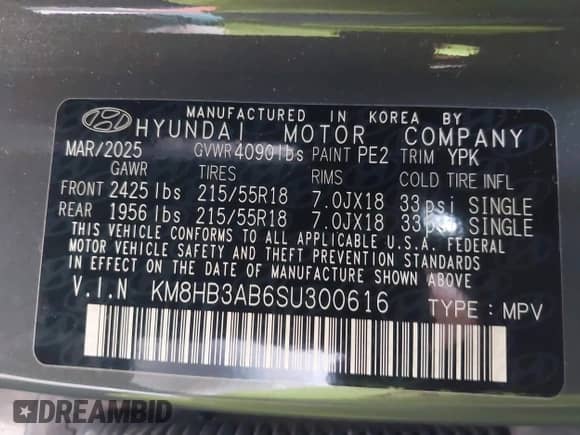 MANUFACTURED IN KOREA BY
HYUNDAI MOTOR COMPANY
MAR/2025 GVWR 4090 lbs PAINT PE2 TRIM YPK
GAWR TIRES RIMS COLD TIRE INFL
FRONT 2425 lbs 215/55R18 7.0JX18 33psi SINGLE
REAR 1956 lbs 215/55R18 7.0JX18 33psi SINGLE
THIS VEHICLE CONFORMS TO ALL APPLICABLE U.S.A. FEDERAL
MOTOR VEHICLE SAFETY AND THEFT PREVENTION STANDARDS
IN EFFECT ON THE DATE OF MANUFACTURE SHOWN ABOVE.
V.I.N KM8HB3AB6SU300616 TYPE : MPV
DREAMBID